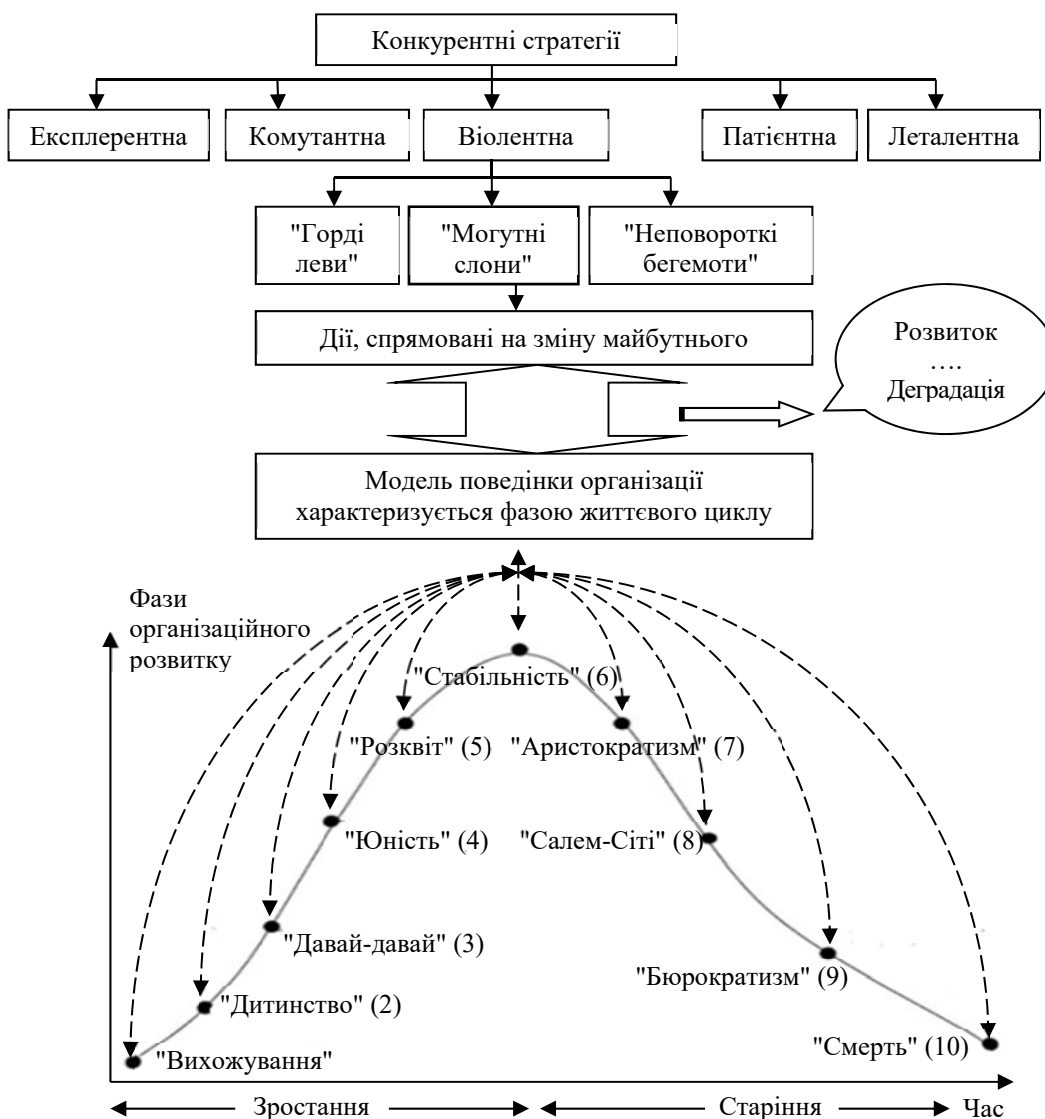 Конкурентні стратегії
Експлерентна
Комутантна
Віолентна
Патієнтна
Леталентна
"Горді
леви"
"Могутні
слони"
"Неповороткі
бегемоти"
Дії, спрямовані на зміну майбутнього
Розвиток
….
Деградація
Модель поведінки організації
характеризується фазою життєвого циклу
Фази
організаційного
розвитку
"Стабільність" (6)
"Розквіт" (5)
"Аристократизм" (7)
"Юність" (4)
"Салем-Сіті" (8)
"Давай-давай" (3)
"Бюрократизм" (9)
"Дитинство" (2)
"Смерть" (10)
"Вихожування"
Зростання
Старіння
Час